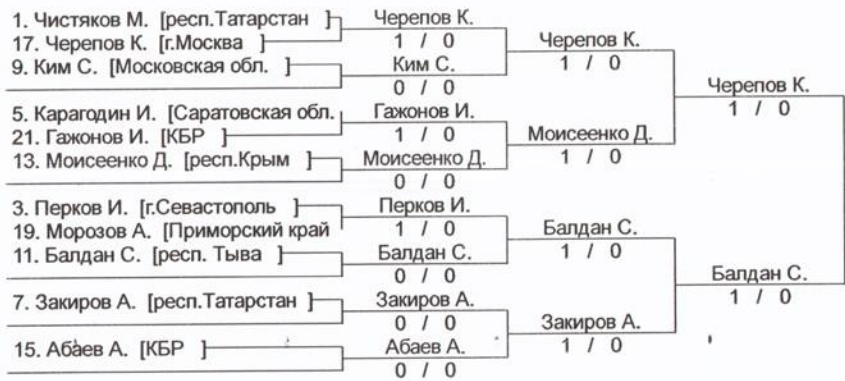 1. Чистяков М. [респ.Татарстан ]
17. Черепов К. [г.Москва ]
9. Ким С. [Московская обл. ]
5. Карагодин И. [Саратовская обл.
21. Гажонов И. [КБР ]
13. Моисеенко Д. [респ.Крым ]
3. Перков И. [г.Севастополь ]
19. Морозов А. [Приморский край
11. Балдан С. [респ. Тыва ]
7. Закиров А. [респ.Татарстан ]
15. Абаев А. [КБР ]
Черепов К.
1 / 0
Ким С.
0 / 0
Гажонов И.
1 / 0
Моисеенко Д.
0 / 0
Перков И.
1 / 0
Балдан С.
0 / 0
Закиров А.
0 / 0
Абаев А.
0 / 0
Черепов К.
1 / 0
Моисеенко Д.
1 / 0
Балдан С.
1 / 0
Закиров А.
1 / 0
Черепов К.
1 / 0
Балдан С.
1 / 0